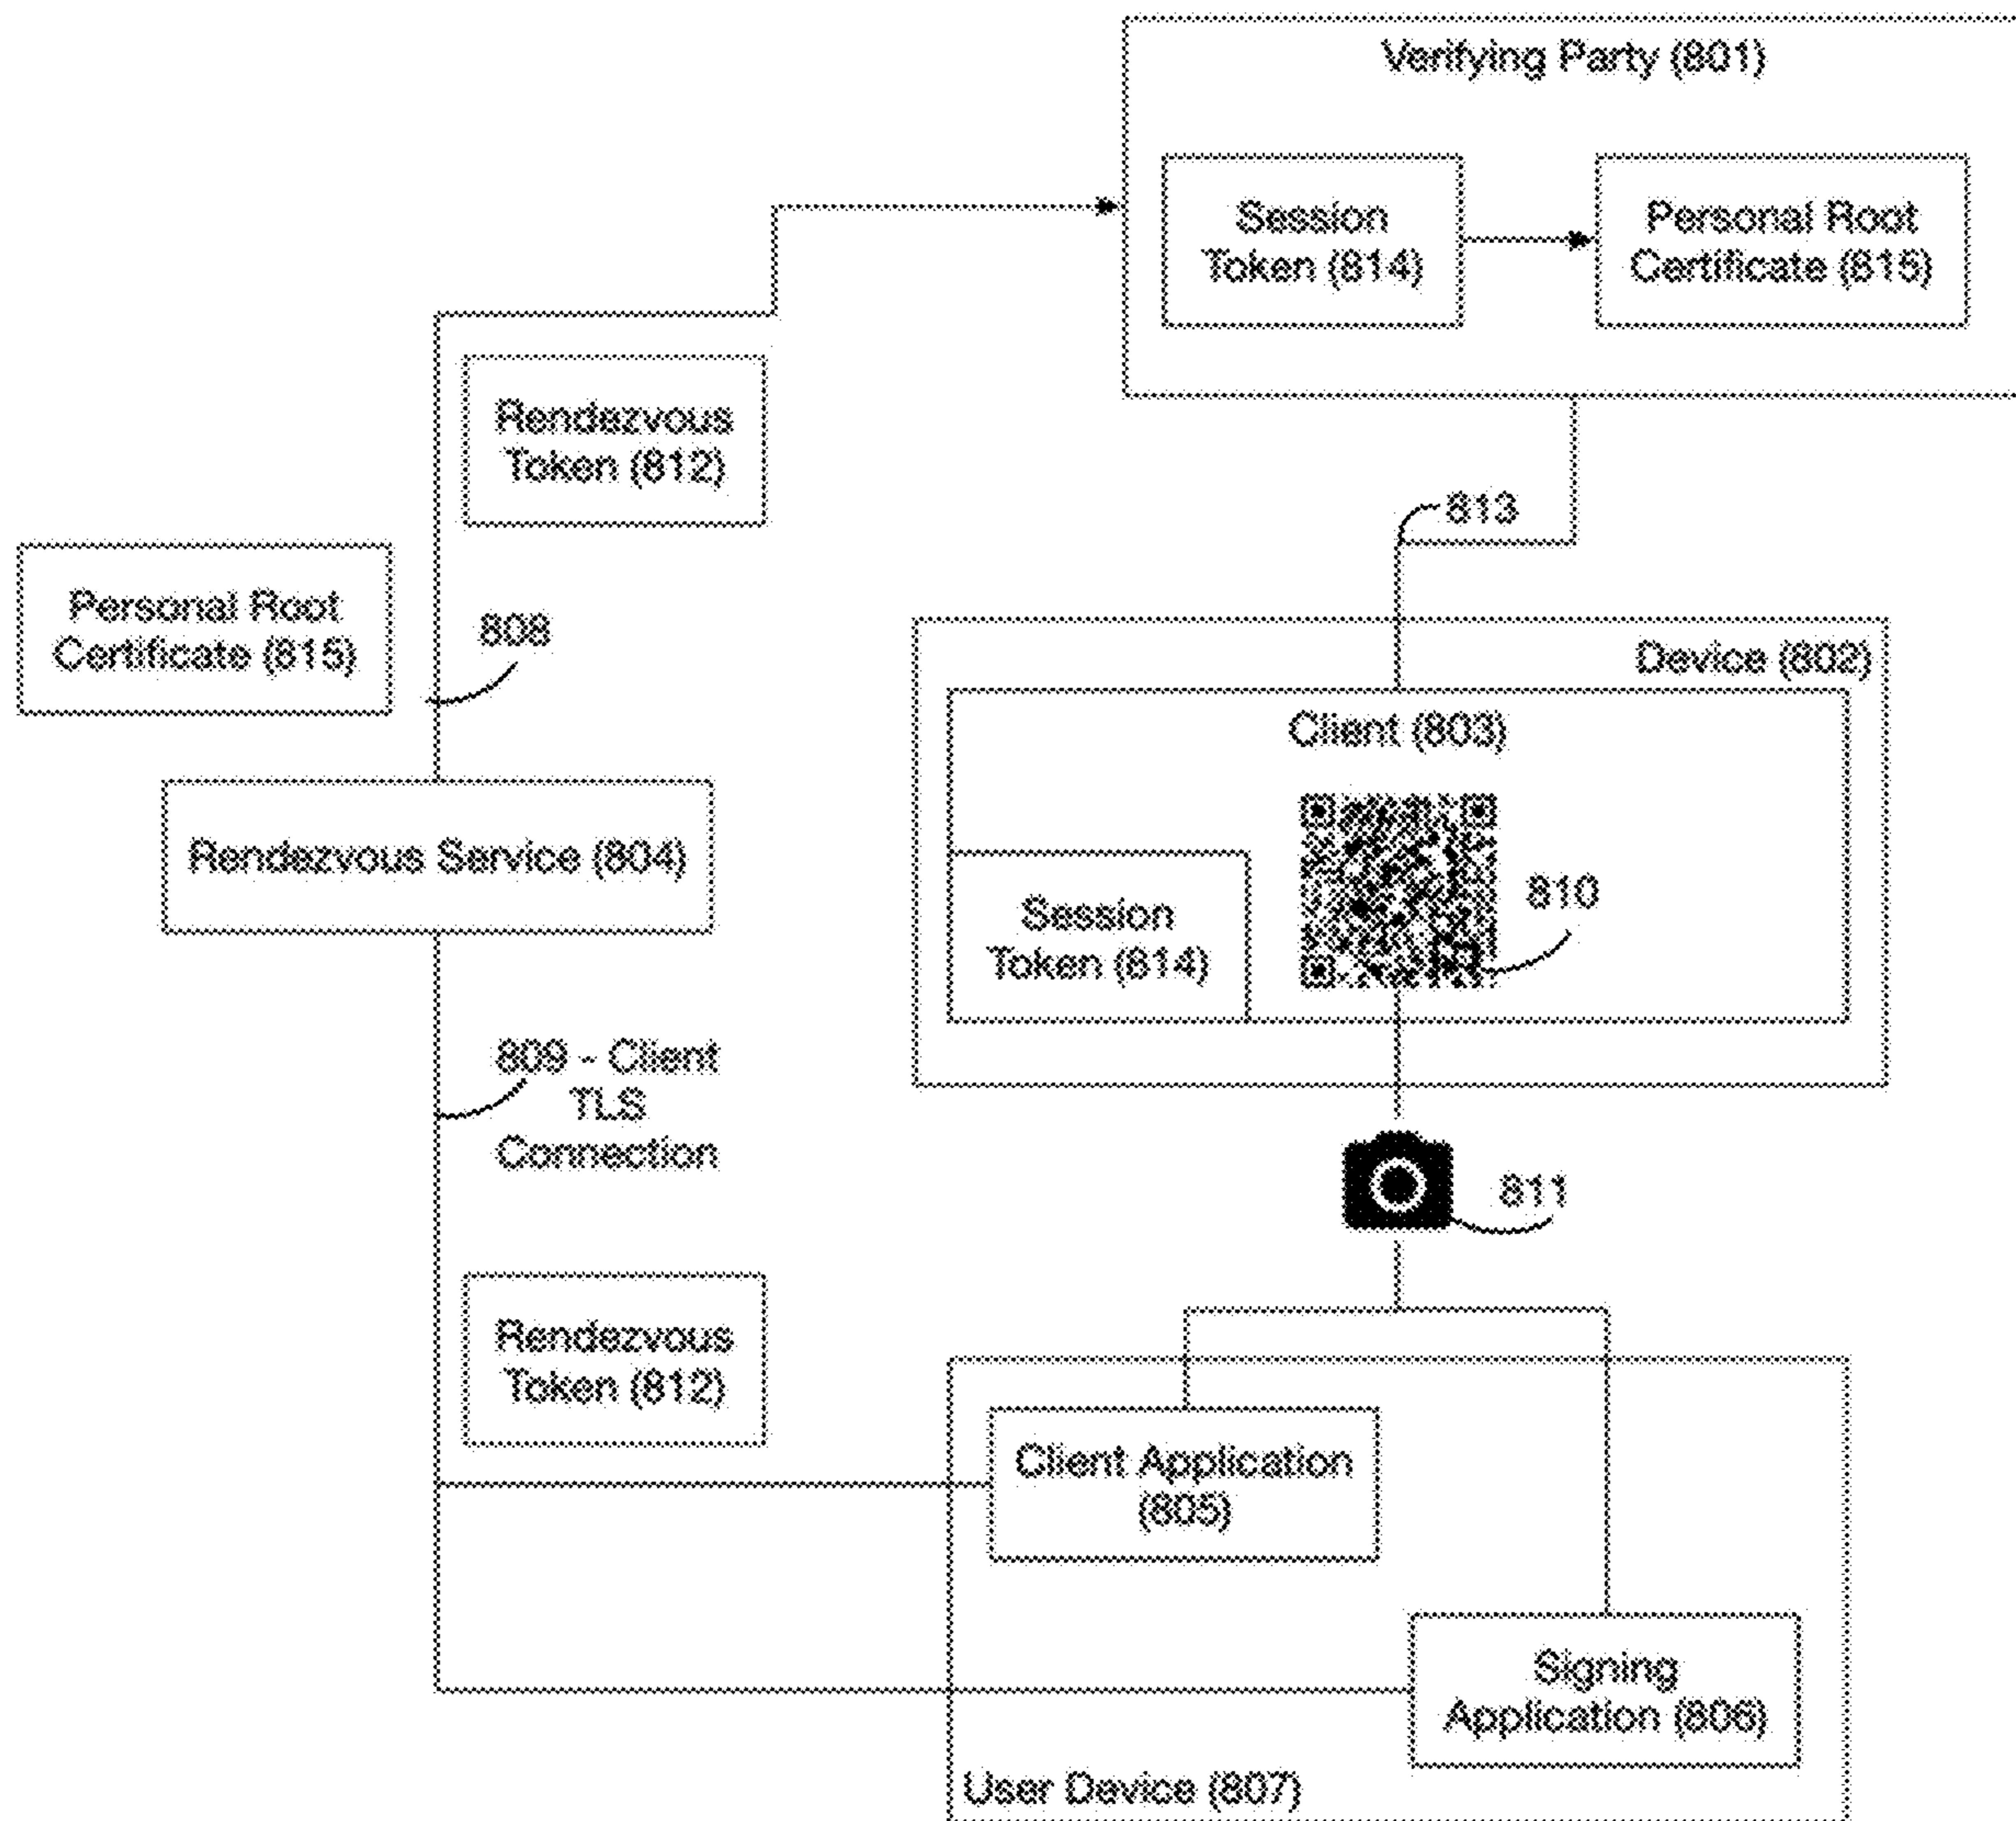 Verifying Party (801)
Session
Token (814)
Personal Root
Certificate (815)
Rendezvous
Token (812)
813
Personal Root
Certificate (815)
808
Device (802)
Client (803)
Rendezvous Service (804)
810
Session
Token (814)
809 - Client
TLS
Connection
811
Rendezvous
Token (812)
Client Application
(805)
Signing
Application (806)
User Device (807)